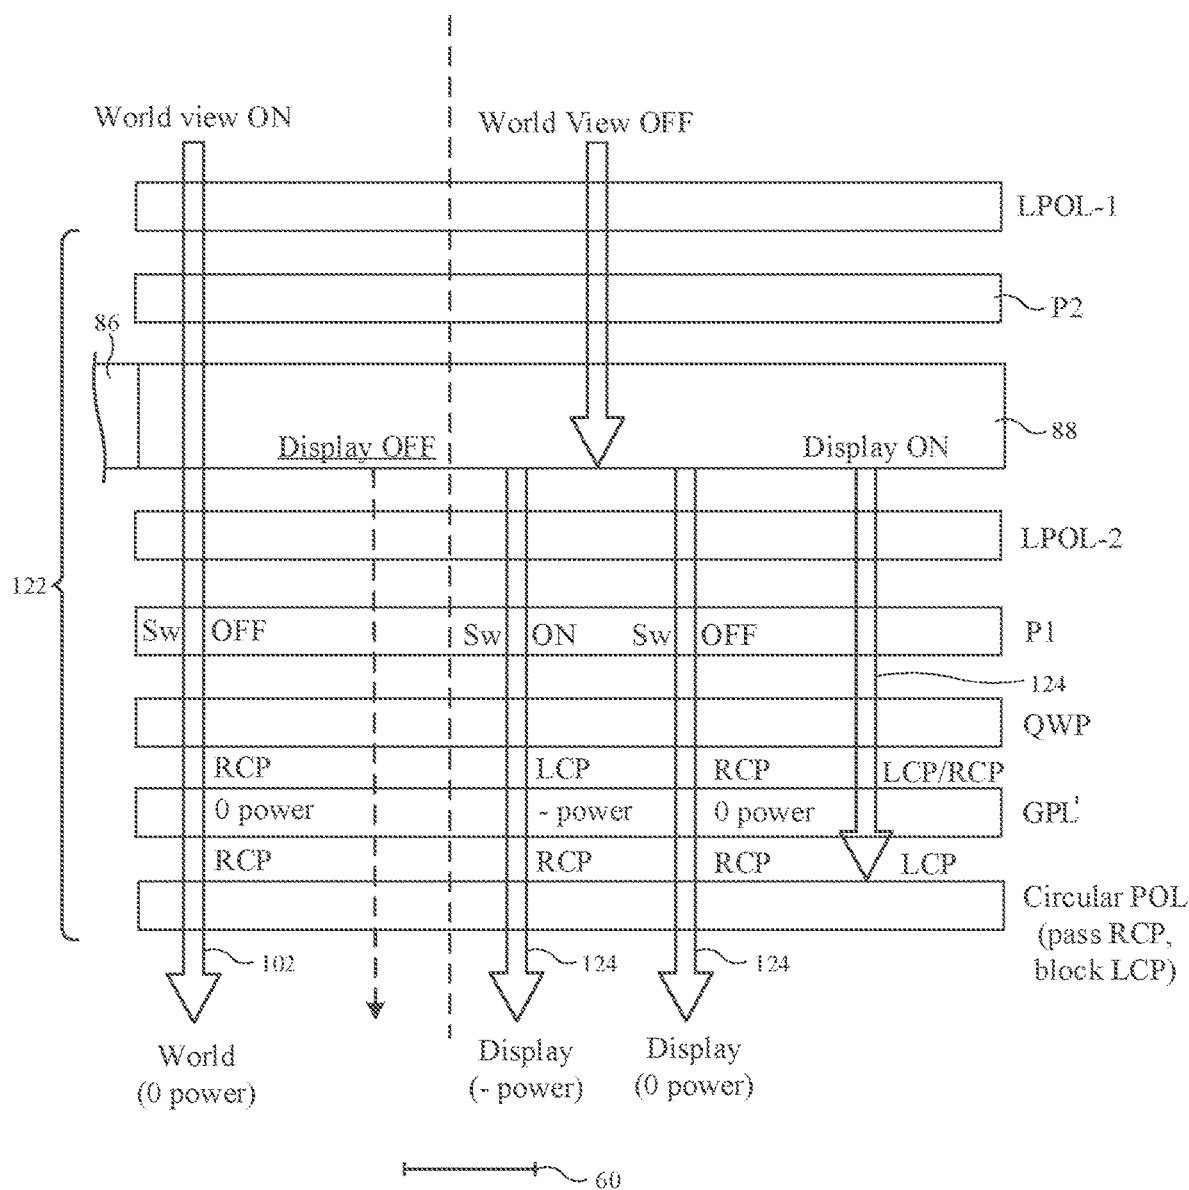 World view ON
World View OFF
LPOL-1
P2
86
88
Display OFF
Display ON
LPOL-2
122
Sw OFF
Sw ON
Sw OFF
P1
124
QWP
RCP
LCP
RCP
LCP/RCP
0 power
- power
0 power
GPL'
RCP
RCP
RCP
LCP
Circular POL
(pass RCP,
block LCP)
102
124
124
World
(0 power)
Display
(- power)
Display
(0 power)
60